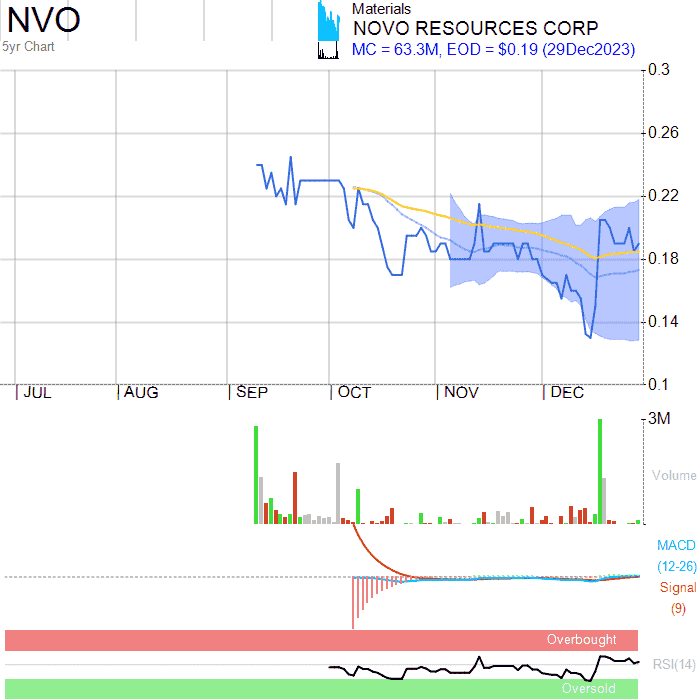 NVO
5yr Chart
Materials
NOVO RESOURCES CORP
MC = 63.3M, EOD = $0.19 (29Dec2023)
0.3
0.26
0.22
0.18
0.14
0.1
JUL AUG SEP OCT NOV DEC
3M
Volume
MACD
(12-26)
Signal
(9)
Overbought
RSI(14)
Oversold